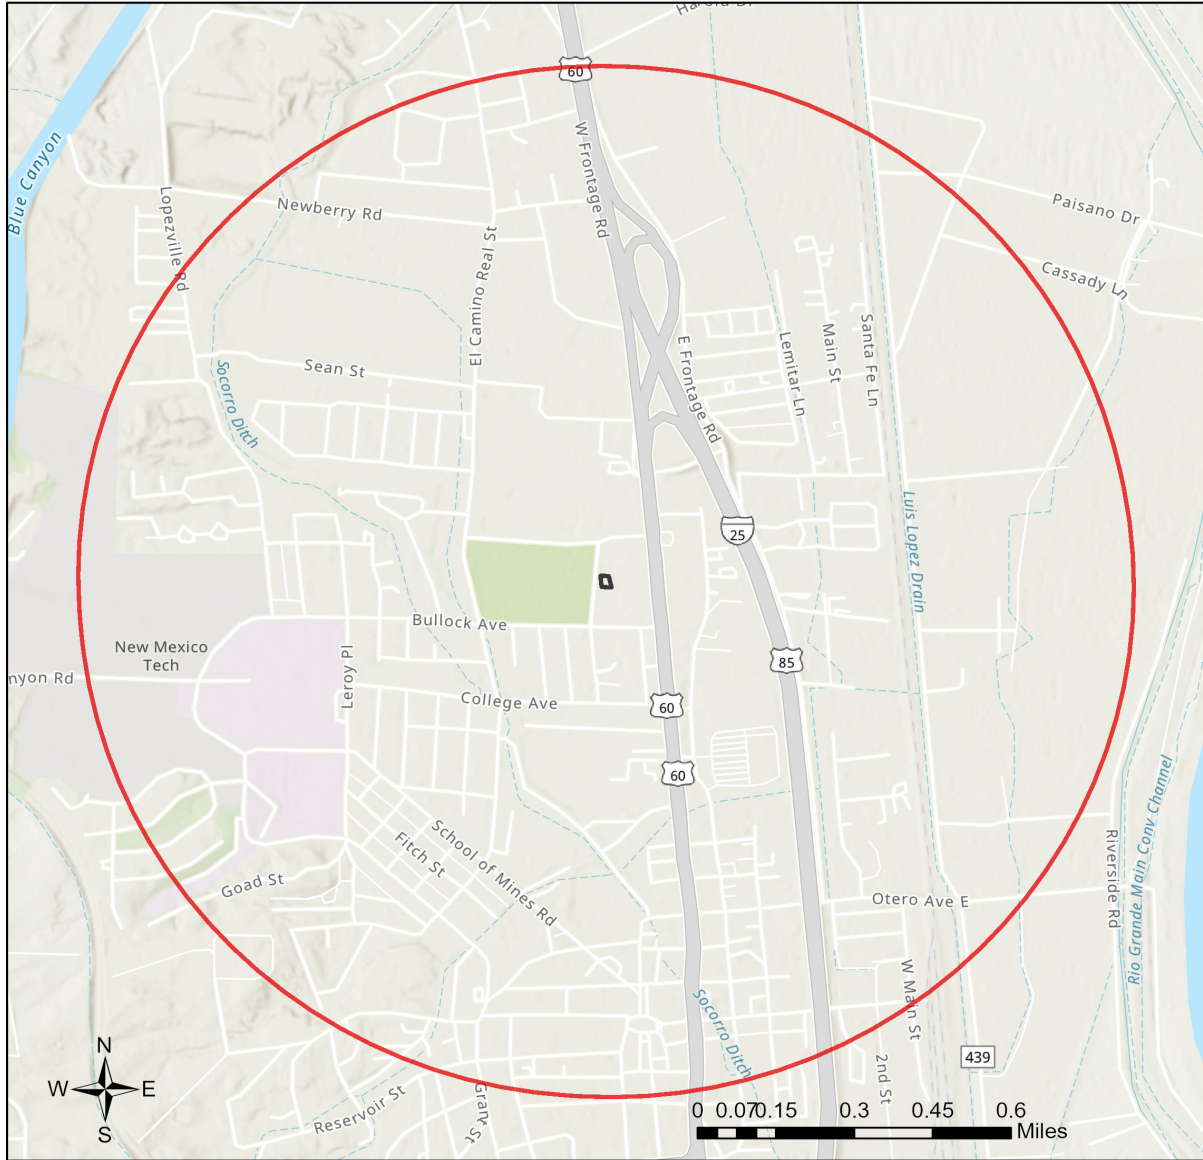 Harold Dr
60
Blue Canyon
W Frontage Rd
Lopezville Rd
Newberry Rd
El Camino Real St
Paisano Dr
Cassady Ln
Sean St
Socorro Ditch
E Frontage Rd
Lemitar Ln
Main St
Santa Fe Ln
25
Luis Lopez Drain
Bullock Ave
New Mexico
Tech
Leroy Pl
nyon Rd
College Ave
85
60
60
Rio Grande Main Conv Channel
Riverside Rd
School of Mines Rd
Fitch St
Goad St
Otero Ave E
W Main St
Socorro Ditch
439
2nd St
Reservoir St
Grant St
N
W E
S
0 0.070.15 0.3 0.45 0.6
Miles